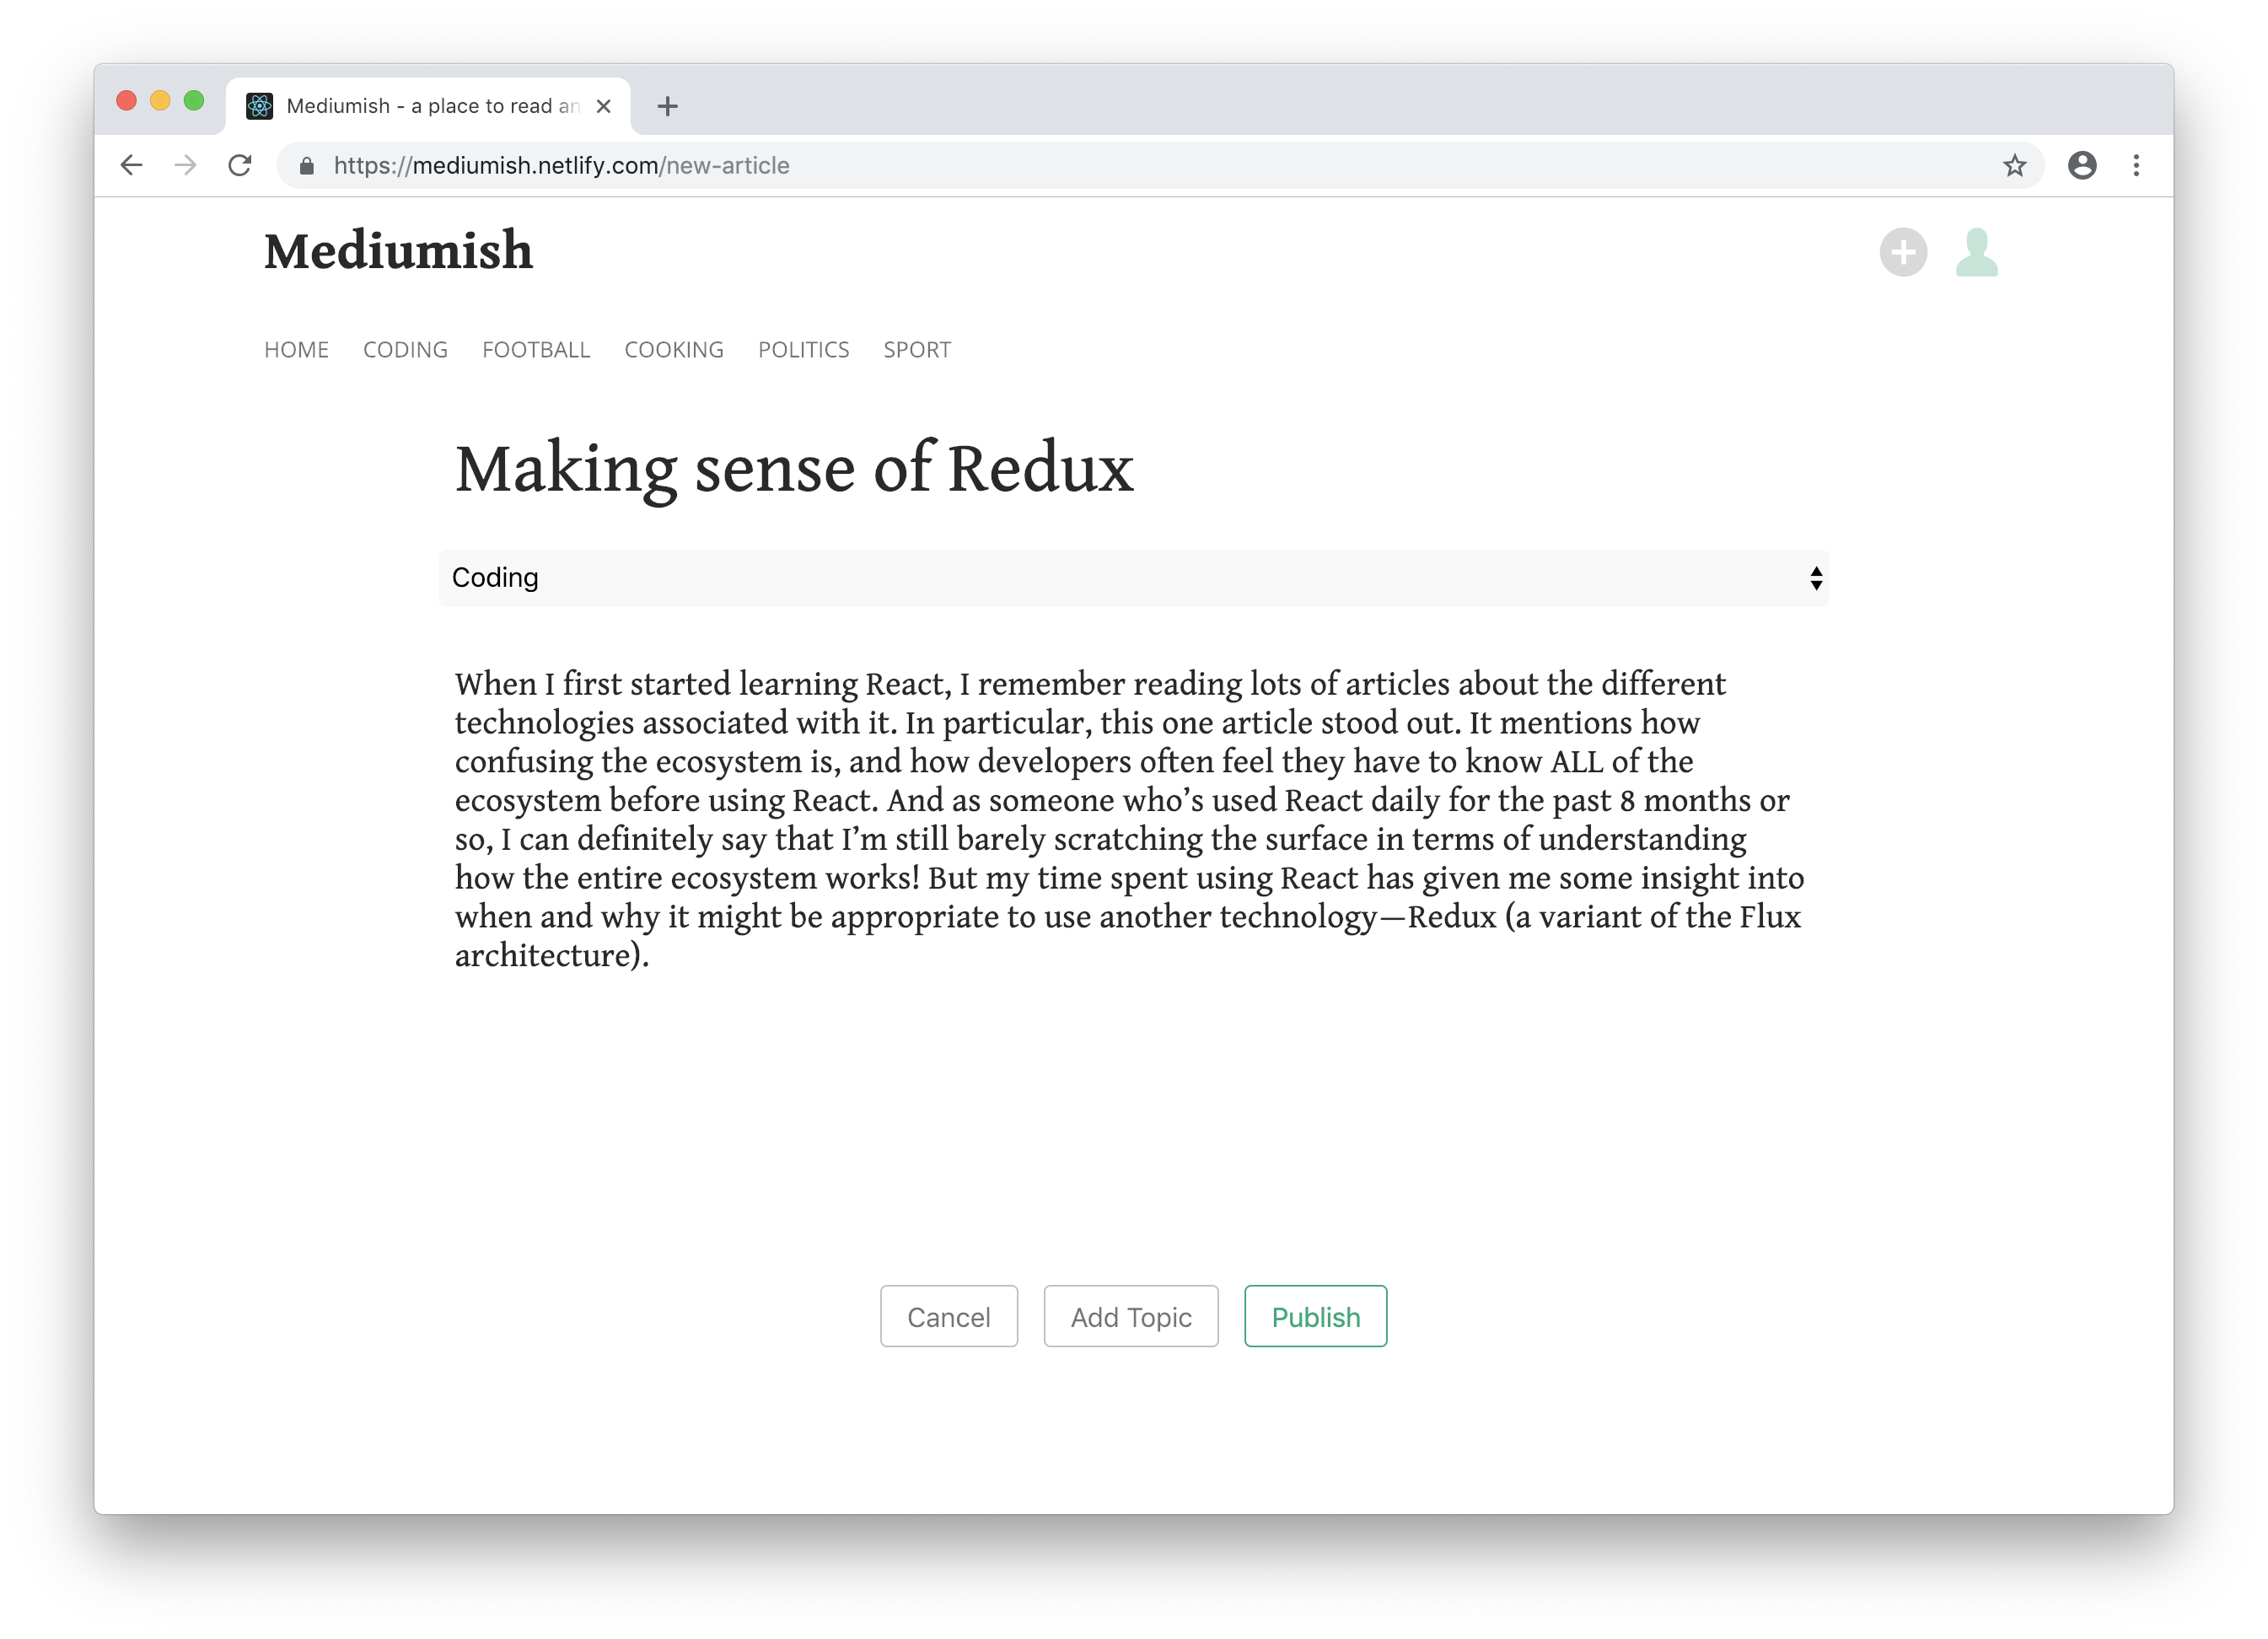 Mediumish - a place to read an
https://mediumish.netlify.com/new-article
Mediumish
HOME CODING FOOTBALL COOKING POLITICS SPORT
Making sense of Redux
Coding
When I first started learning React, I remember reading lots of articles about the different
technologies associated with it. In particular, this one article stood out. It mentions how
confusing the ecosystem is, and how developers often feel they have to know ALL of the
ecosystem before using React. And as someone who’s used React daily for the past 8 months or
so, I can definitely say that I’m still barely scratching the surface in terms of understanding
how the entire ecosystem works! But my time spent using React has given me some insight into
when and why it might be appropriate to use another technology—Redux (a variant of the Flux
architecture).
Cancel Add Topic Publish